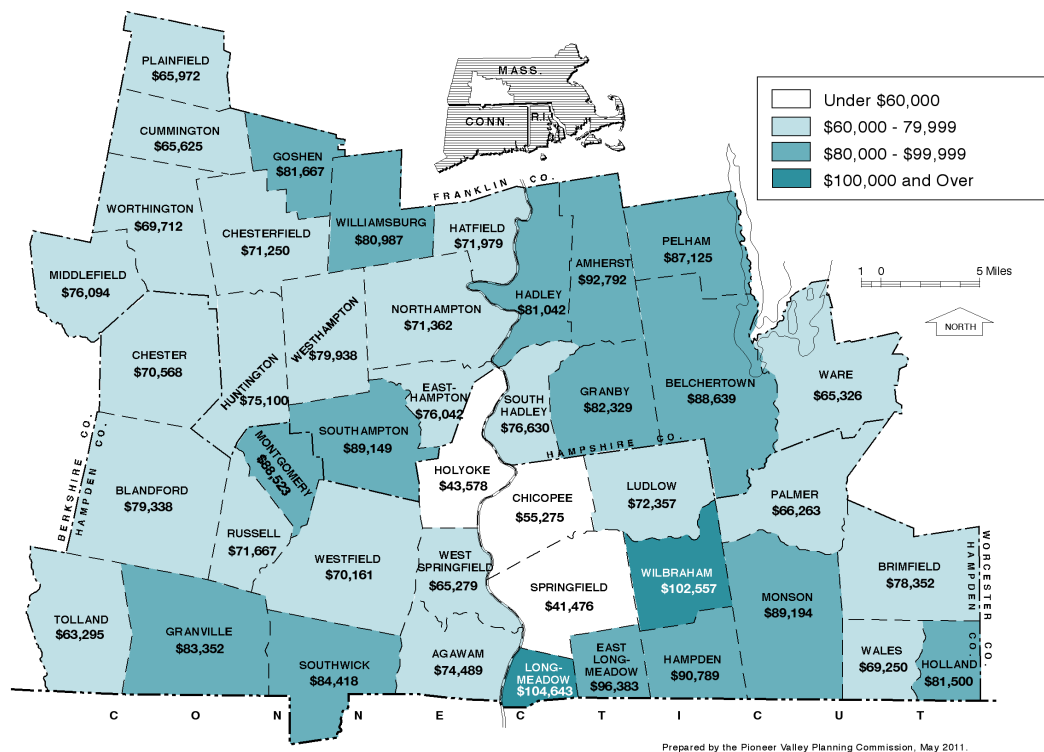 PLAINFIELD
$65,972
CUMMINGTON
$65,625
GOSHEN
$81,667
WORTHINGTON
$69,712
CHESTERFIELD
$71,250
WILLIAMSBURG
$80,987
HATFIELD
$71,979
MIDDLEFIELD
$76,094
MASS.
CONN.
R.I.
Under $60,000
$60,000 - 79,999
$80,000 - $99,999
$100,000 and Over
FRANKLIN CO.
PELHAM
$87,125
AMHERST
$92,792
HADLEY
$81,042
1 0 5 Miles
NORTH
NORTHAMPTON
$71,362
WESTHAMPTON
$79,938
CHESTER
$70,568
HUNTINGTON
$75,100
EAST-
HAMPTON
$76,042
SOUTH
HADLEY
$76,630
GRANBY
$82,329
BELCHERTOWN
$88,639
WARE
$65,326
SOUTHAMPTON
$89,149
MONTGOMERY
$88,523
HAMPSHIRE CO.
BERKSHIRE CO.
HAMPDEN CO.
BLANDFORD
$79,338
HOLYOKE
$43,578
CHICOPEE
$55,275
LUDLOW
$72,357
PALMER
$66,263
RUSSELL
$71,667
WESTFIELD
$70,161
WEST
SPRINGFIELD
$65,279
SPRINGFIELD
$41,476
WILBRAHAM
$102,557
MONSON
$89,194
BRIMFIELD
$78,352
HAMPDEN CO.
WORCESTER CO.
TOLLAND
$63,295
GRANVILLE
$83,352
SOUTHWICK
$84,418
AGAWAM
$74,489
LONG-
MEADOW
$104,643
EAST
LONG-
MEADOW
$96,383
HAMPDEN
$90,789
WALES
$69,250
HOLLAND
$81,500
CONNECTICUT
Prepared by the Pioneer Valley Planning Commission, May 2011.